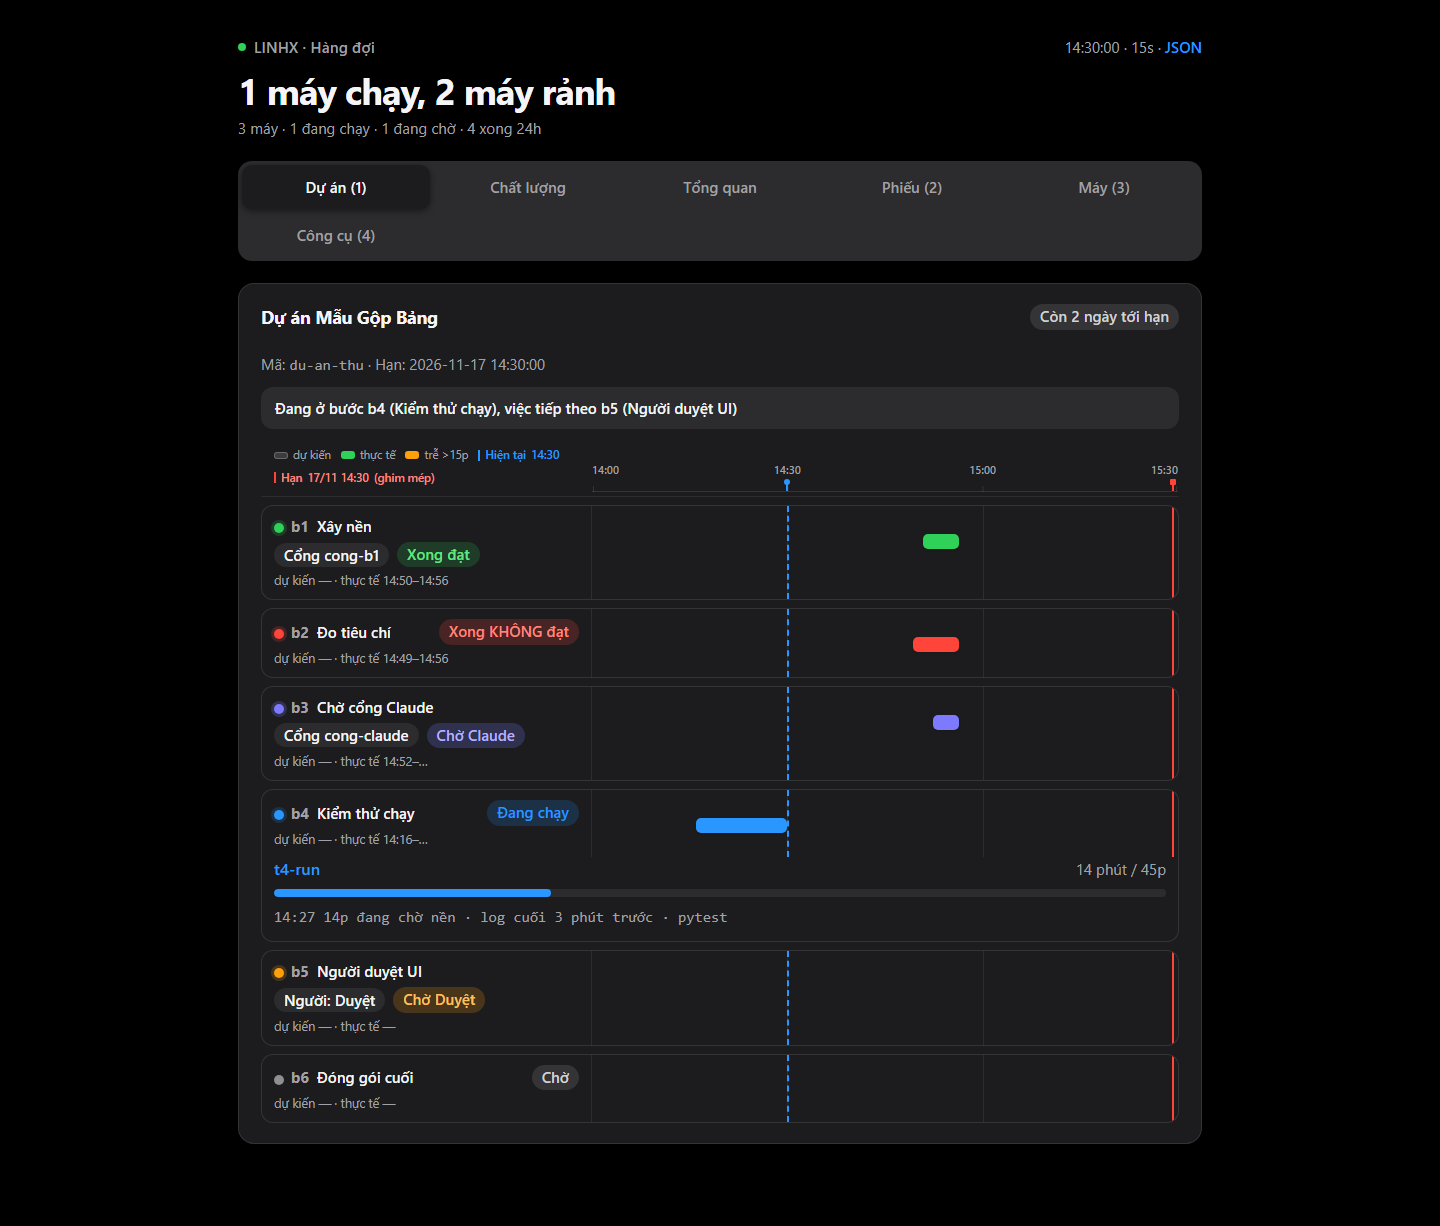 LINHX · Hàng đợi
14:30:00 · 15s · JSON
1 máy chạy, 2 máy rảnh
3 máy · 1 đang chạy · 1 đang chờ · 4 xong 24h
Dự án (1)
Chất lượng
Tổng quan
Phiếu (2)
Máy (3)
Công cụ (4)
Dự án Mẫu Gộp Bảng
Còn 2 ngày tới hạn
Mã: du-an-thu · Hạn: 2026-11-17 14:30:00
Đang ở bước b4 (Kiểm thử chạy), việc tiếp theo b5 (Người duyệt UI)
dự kiến thực tế trễ >15p Hiện tại 14:30
Hạn 17/11 14:30 (ghim mép)
14:00 14:30 15:00 15:30
b1 Xây nền
Cổng cong-b1 Xong đạt
dự kiến — · thực tế 14:50–14:56
b2 Đo tiêu chí Xong KHÔNG đạt
dự kiến — · thực tế 14:49–14:56
b3 Chờ cổng Claude
Cổng cong-claude Chờ Claude
dự kiến — · thực tế 14:52–...
b4 Kiểm thử chạy Đang chạy
dự kiến — · thực tế 14:16–...
t4-run 14 phút / 45p
14:27 14p đang chờ nền · log cuối 3 phút trước · pytest
b5 Người duyệt UI
Người: Duyệt Chờ Duyệt
dự kiến — · thực tế —
b6 Đóng gói cuối Chờ
dự kiến — · thực tế —